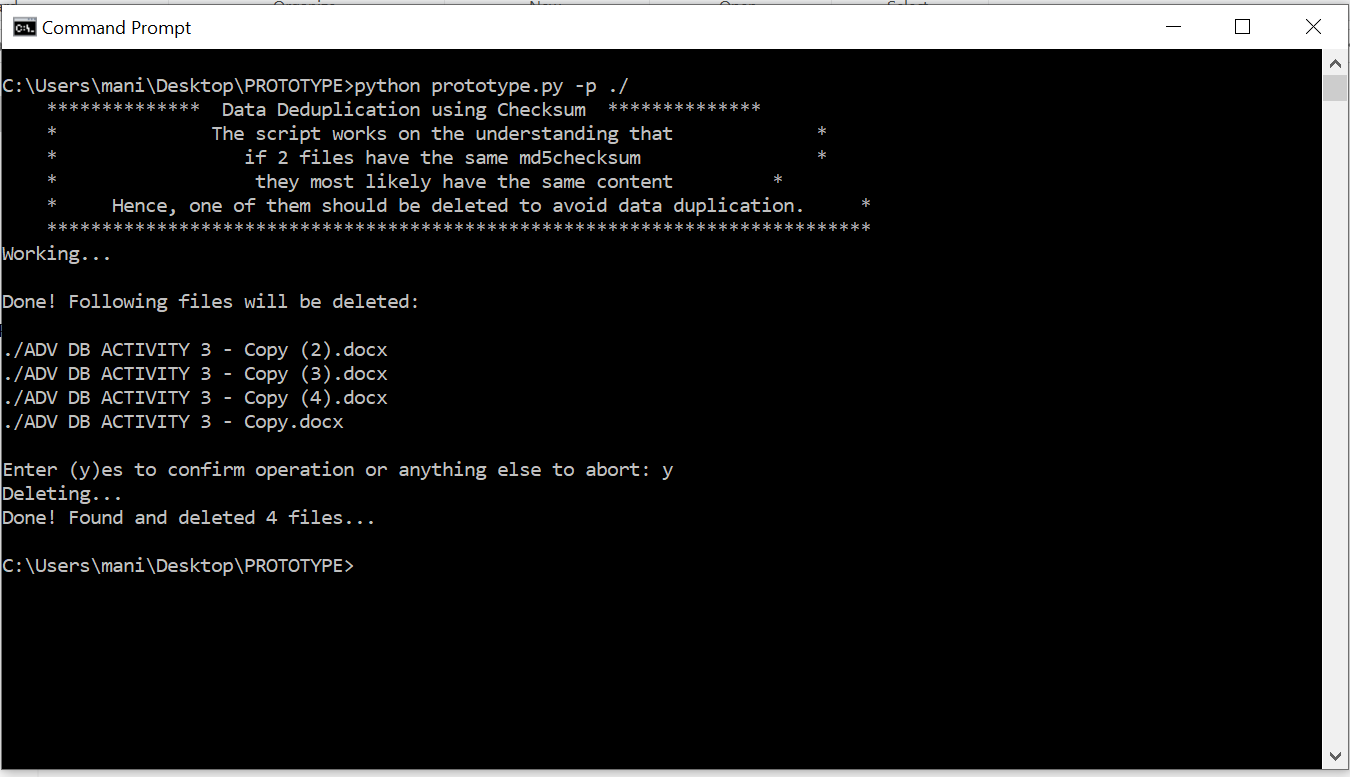 Organize New Open Select
Command Prompt
C:\Users\mani\Desktop\PROTOTYPE>python prototype.py -p ./
************** Data Deduplication using Checksum **************
* The script works on the understanding that *
* if 2 files have the same md5checksum *
* they most likely have the same content *
* Hence, one of them should be deleted to avoid data duplication. *
***************************************************************************
Working...
Done! Following files will be deleted:
./ADV DB ACTIVITY 3 - Copy (2).docx
./ADV DB ACTIVITY 3 - Copy (3).docx
./ADV DB ACTIVITY 3 - Copy (4).docx
./ADV DB ACTIVITY 3 - Copy.docx
Enter (y)es to confirm operation or anything else to abort: y
Deleting...
Done! Found and deleted 4 files...
C:\Users\mani\Desktop\PROTOTYPE>